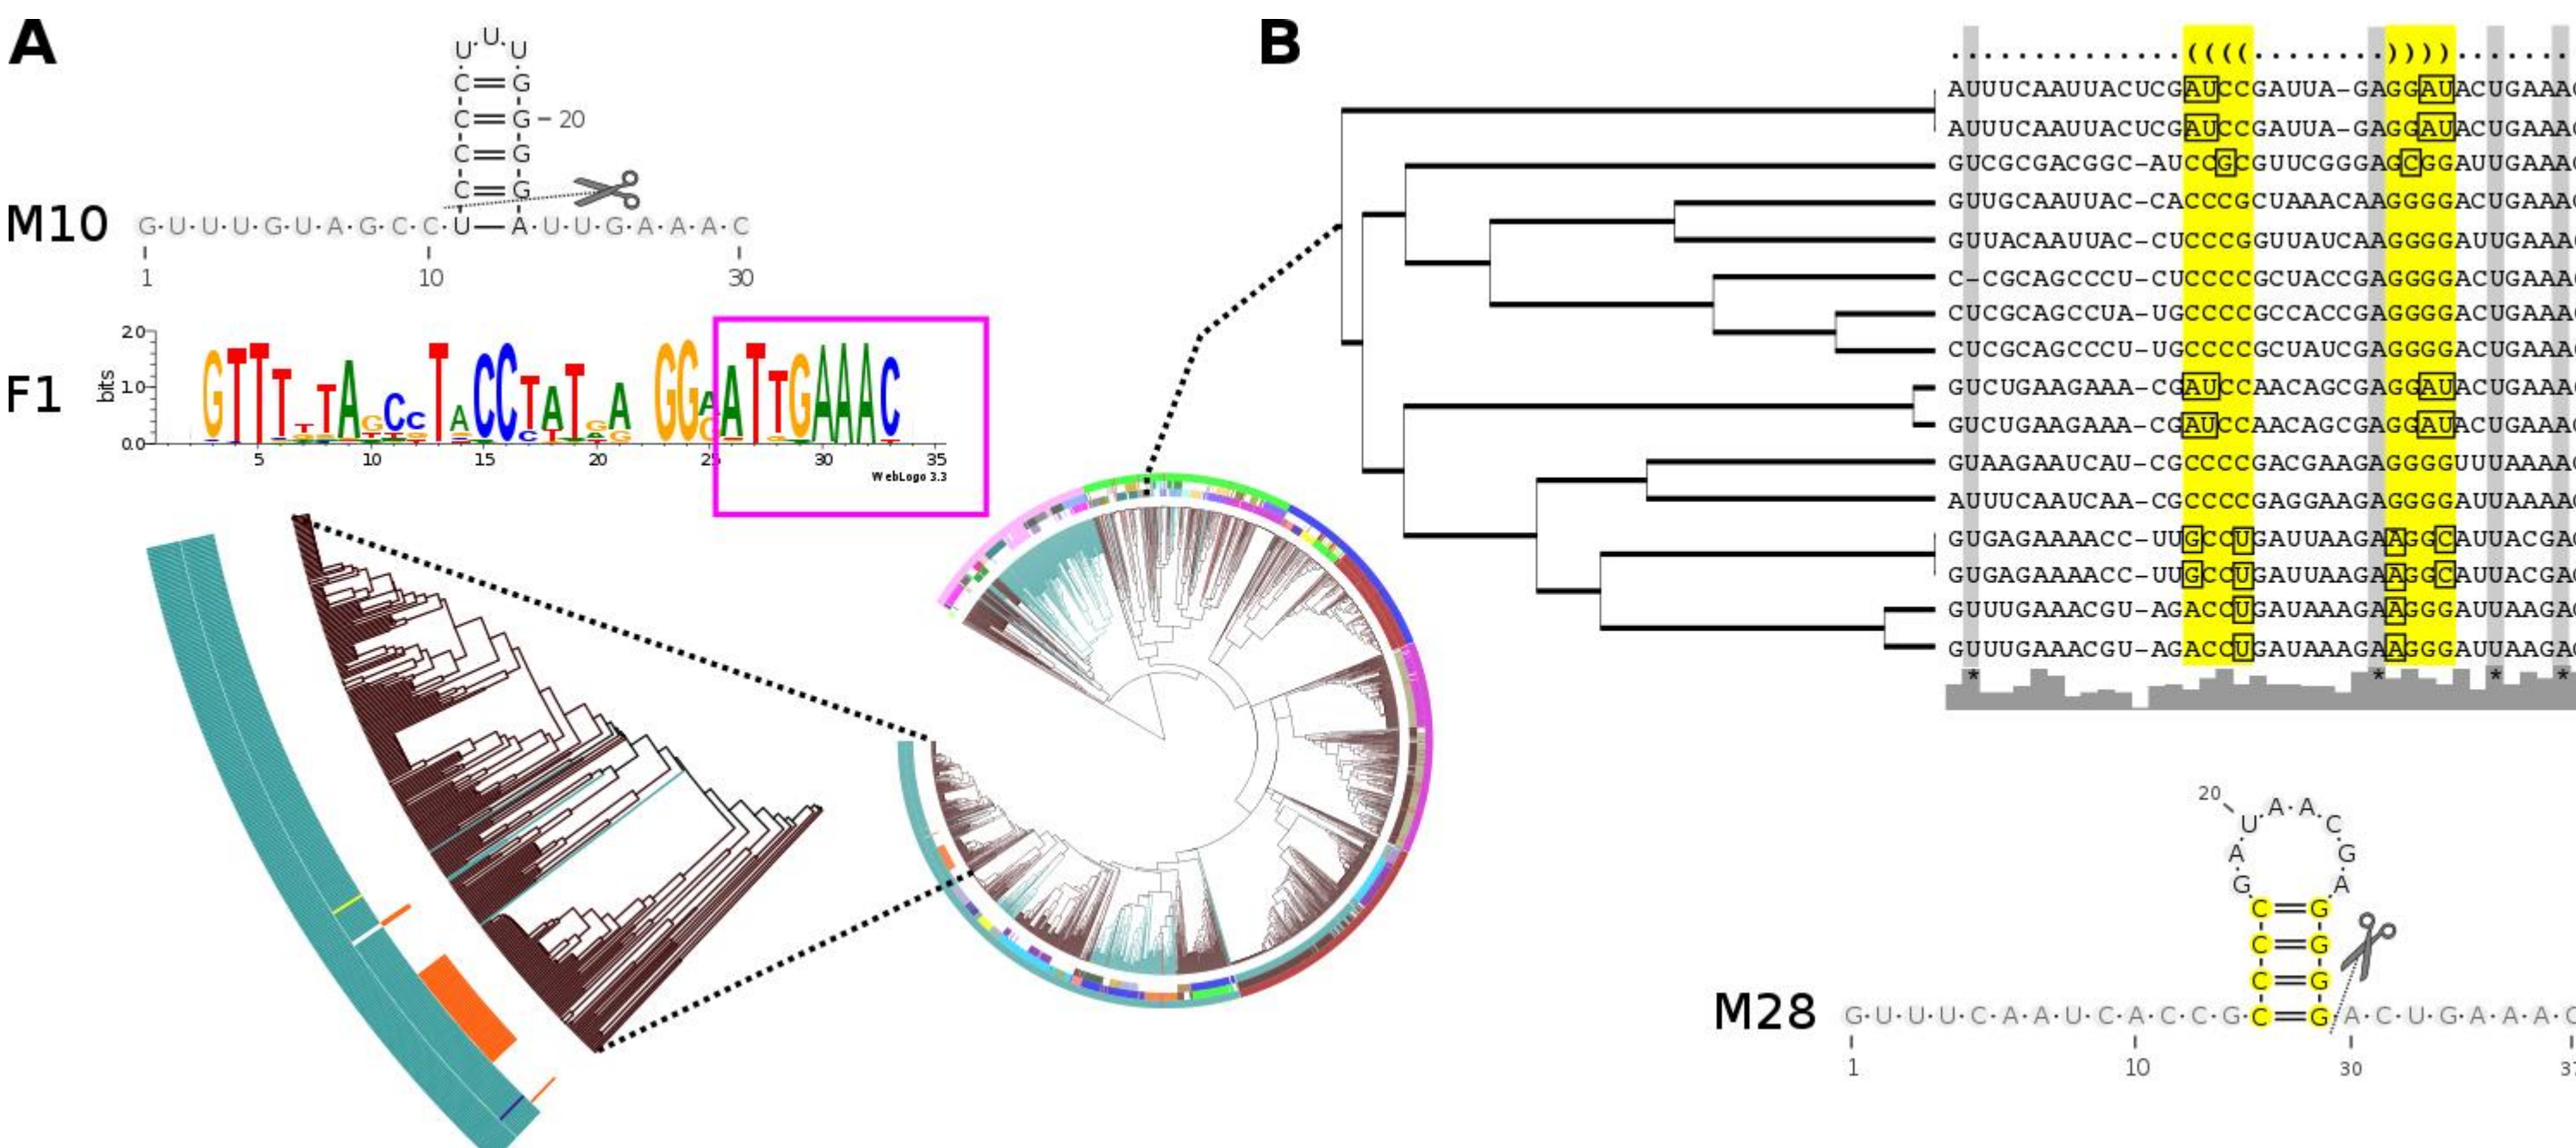 A
U·U·U
C G
C G – 20
C G
C G
M10
G·U·U·U·G·U·A·G·C·C·U—A·U·U·G·A·A·A·C
1 10 30
F1
bits
2.0
1.0
0.0
GTTTTTAGCCTACCTATGA GGAATTGAAAC
5 10 15 20 25 30 35
WebLogo 3.3
B
..............((((........)))).......
AUUUCAAUUACUCGAUCCGAUUA-GAGGAUACUGAAA
AUUUCAAUUACUCGAUCCGAUUA-GAGGAUACUGAAA
GUCGCGACGGC-AUCCGCGUUCGGGAGCGGAUUGAAA
GUUGCAAUUAC-CACCCGCUAAACAAGGGGACUGAAA
GUUACAAUUAC-CUCCCGGUUAUCAAGGGGAUUGAAA
C-CGCAGCCCU-CUCCCCGCUACCGAGGGGACUGAAA
CUCGCAGCCUA-UGCCCCGCCACCGAGGGGACUGAAA
CUCGCAGCCCU-UGCCCCGCUAUCGAGGGGACUGAAA
GUCUGAAGAAA-CGAUCCAACAGCGAGGAUACUGAAA
GUCUGAAGAAA-CGAUCCAACAGCGAGGAUACUGAAA
GUAAGAAUCAU-CGCCCCGACGAAGAGGGGUUUAAAA
AUUUCAAUCAA-CGCCCCGAGGAAGAGGGGAUUAAAA
GUGAGAAAACC-UUGCCUGAUUAAGAAGGCAUUACGA
GUGAGAAAACC-UUGCCUGAUUAAGAAGGCAUUACGA
GUUUGAAACGU-AGACCUGAUAAAGAAGGGAUUAAGA
GUUUGAAACGU-AGACCUGAUAAAGAAGGGAUUAAGA
* * * *
20
A·A
U C
A G
G A
C G
C G
C G
M28
G·U·U·U·C·A·A·U·C·A·C·C·G·C G·A·C·U·G·A·A·A·C
1 10 30